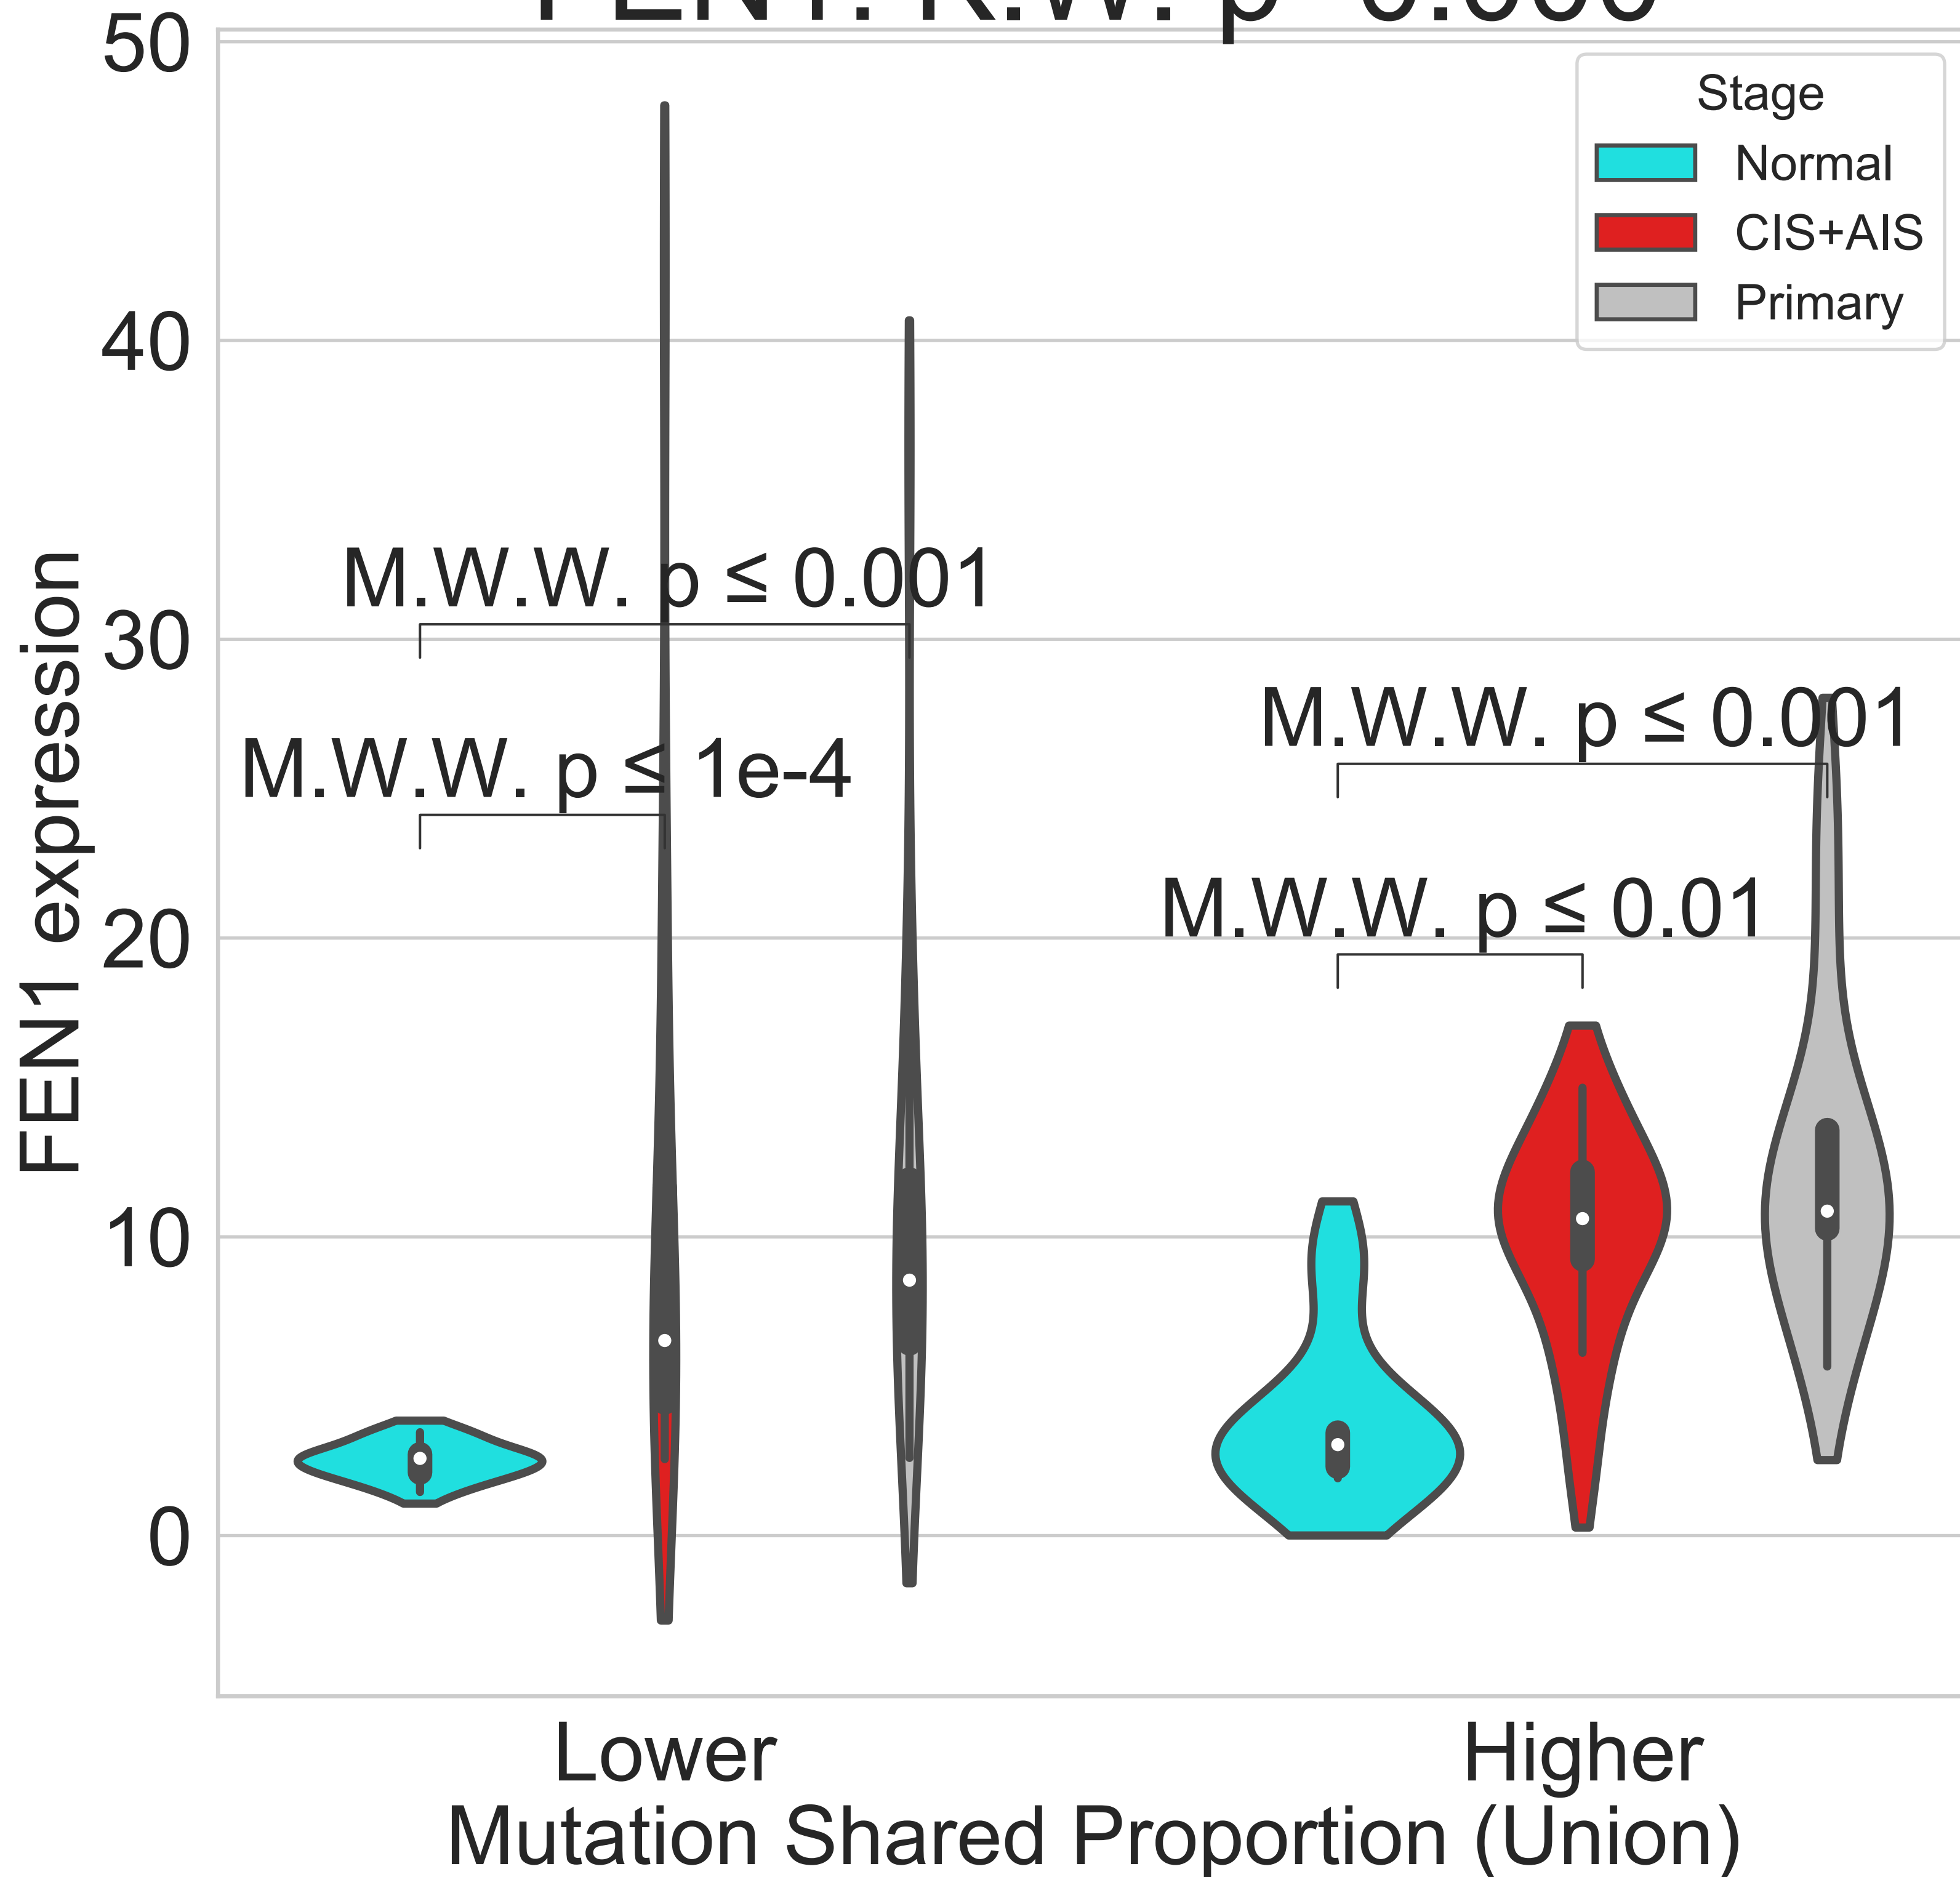 50
40
30
20
10
0
FEN1 expression
Stage
Normal
CIS+AIS
Primary
M.W.W. p ≤ 0.001
M.W.W. p ≤ 1e-4
M.W.W. p ≤ 0.001
M.W.W. p ≤ 0.01
Lower
Higher
Mutation Shared Proportion (Union)